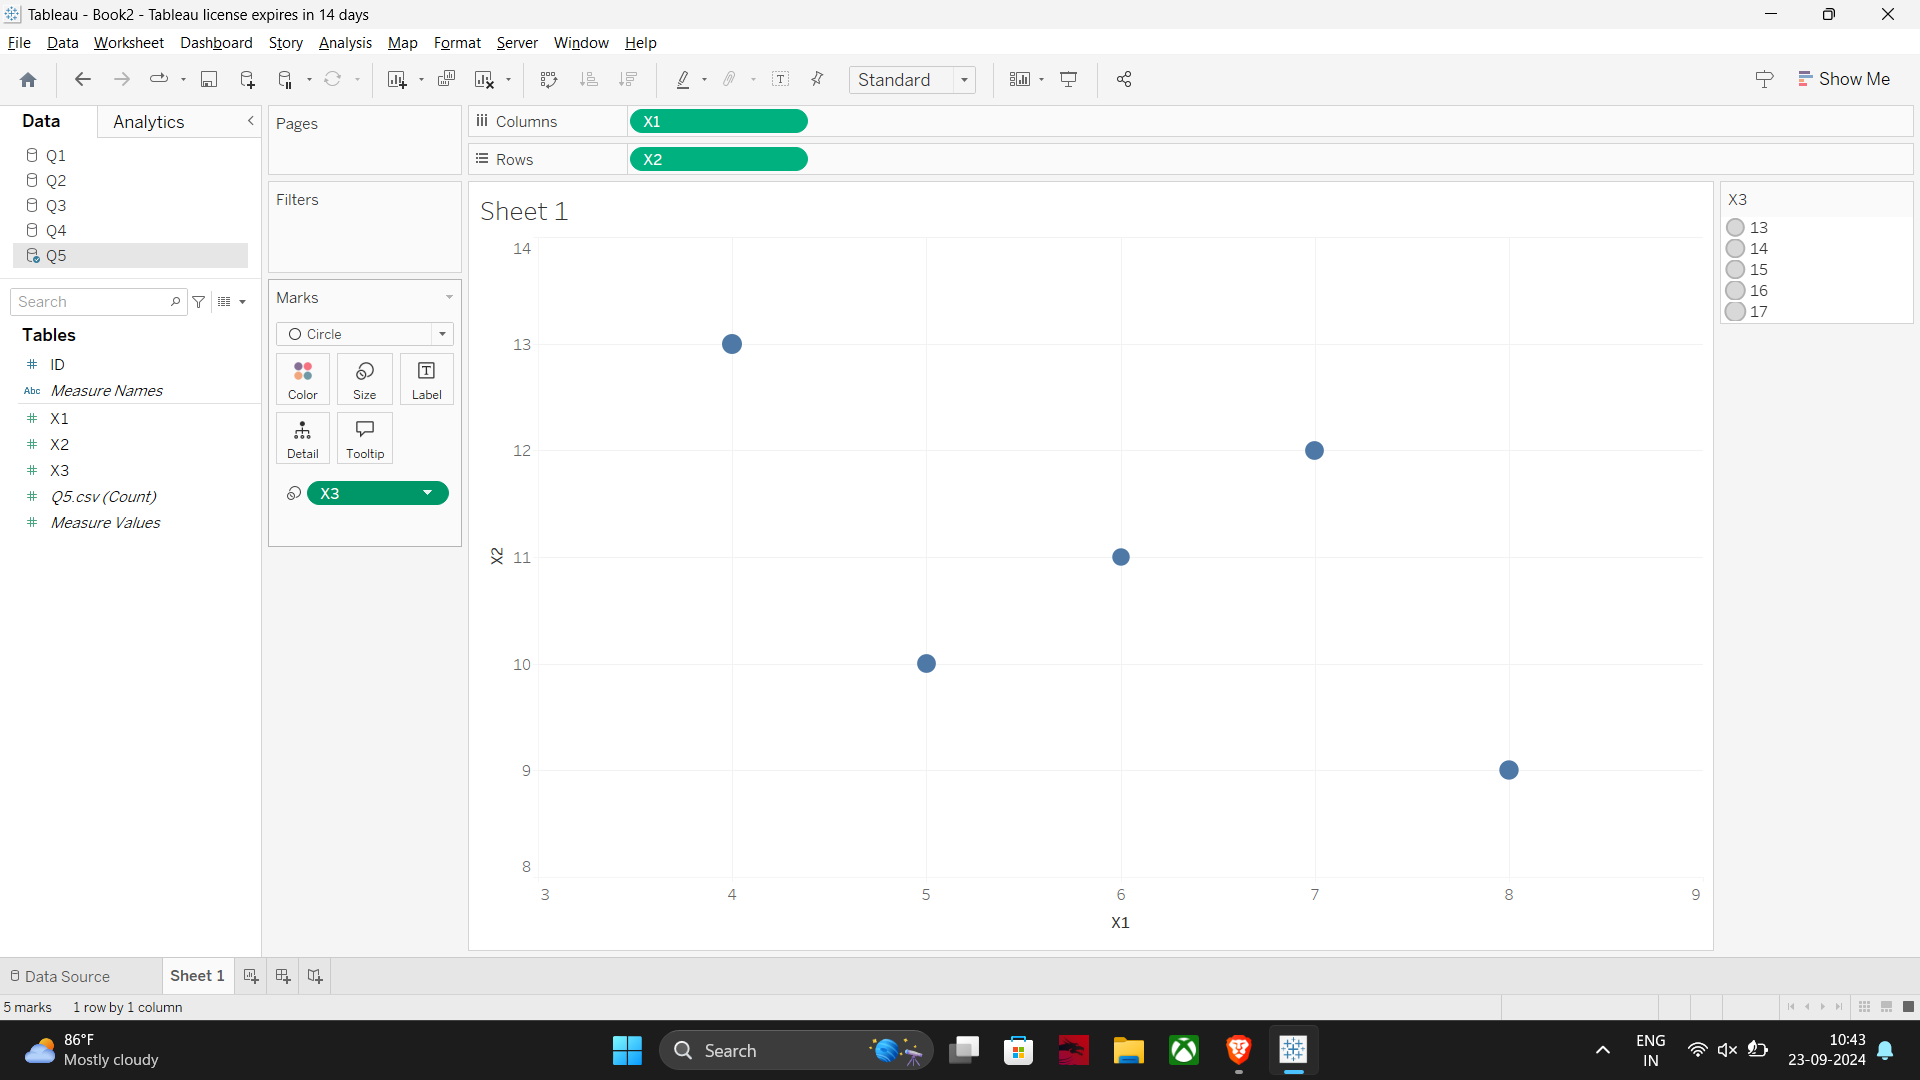 Tableau - Book2 - Tableau license expires in 14 days
File Data Worksheet Dashboard Story Analysis Map Format Server Window Help
Standard
Show Me
Data Analytics
Q1
Q2
Q3
Q4
Q5
Search
Tables
ID
Abc Measure Names
X1
X2
X3
Q5.csv (Count)
Measure Values
Pages
Filters
Marks
Circle
Color Size Label
Detail Tooltip
X3
Columns X1
Rows X2
Sheet 1
14
13
12
11
10
9
8
X2
3 4 5 6 7 8 9
X1
X3
13
14
15
16
17
Data Source Sheet 1
5 marks 1 row by 1 column
86°F
Mostly cloudy
Search
ENG
IN
10:43
23-09-2024